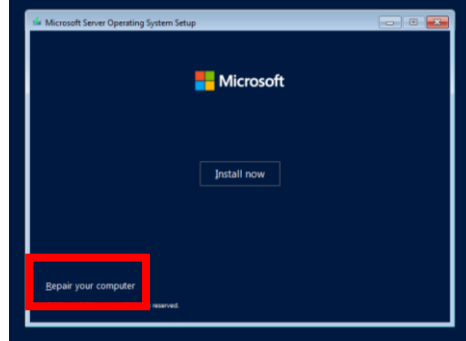 Microsoft Server Operating System Setup
Microsoft
Install now
Repair your computer
reserved.